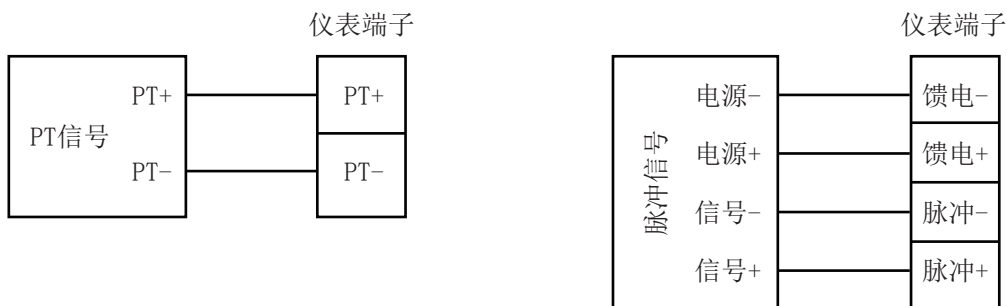 仪表端子
PT+
PT+
PT信号
PT-
PT-
仪表端子
电源-
馈电-
电源+
馈电+
脉冲信号
信号-
脉冲-
信号+
脉冲+